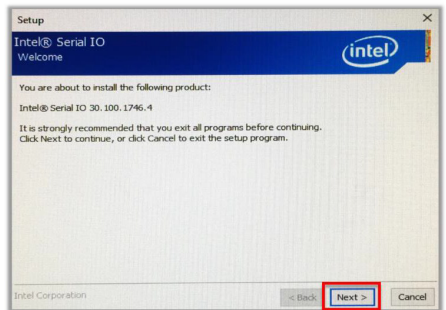 Setup
Intel® Serial IO
Welcome
intel
You are about to install the following product:
Intel® Serial IO 30.100.1746.4
It is strongly recommended that you exit all programs before continuing.
Click Next to continue, or click Cancel to exit the setup program.
Intel Corporation
< Back
Next >
Cancel